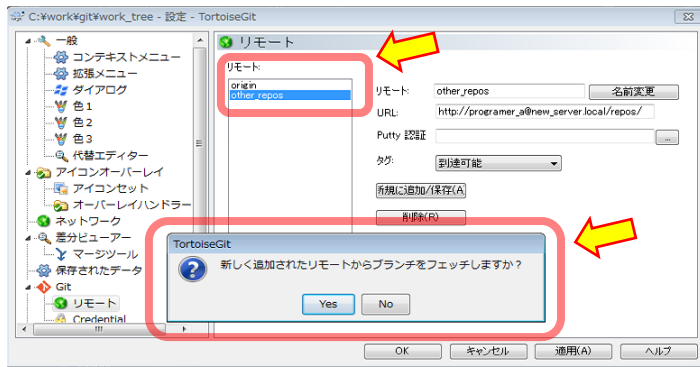 C:¥work¥git¥work_tree - 設定 - TortoiseGit
一般
コンテキストメニュー
拡張メニュー
ダイアログ
色1
色2
色3
代替エディター
アイコンオーバーレイ
アイコンセット
オーバーレイハンドラー
ネットワーク
差分ビューアー
マージツール
保存されたデータ
Git
リモート
Credential
リモート
リモート:
origin
other_repos
リモート: other_repos 名前変更
URL: http://programer_a@new_server.local/repos/
Putty 認証 ...
タグ: 到達可能
新規に追加/保存(A
削除(R)
TortoiseGit
新しく追加されたリモートからブランチをフェッチしますか？
Yes No
OK キャンセル 適用(A) ヘルプ